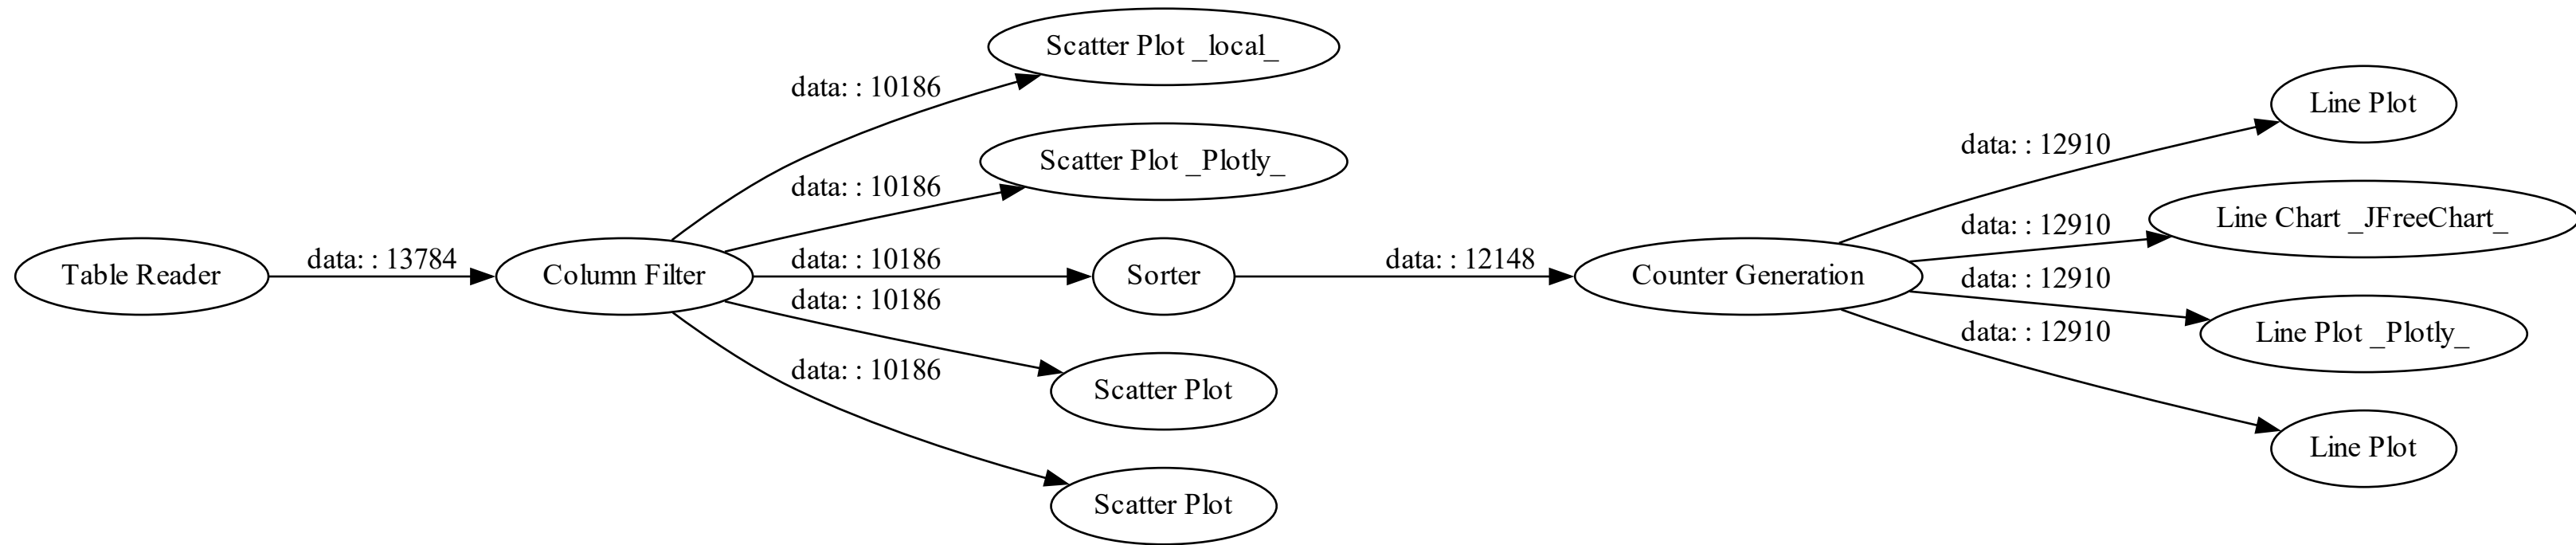 Scatter Plot _local_
data: : 10186
Scatter Plot _Plotly_
data: : 10186
Table Reader
data: : 13784
Column Filter
data: : 10186
Sorter
data: : 12148
Counter Generation
data: : 10186
Scatter Plot
data: : 10186
Scatter Plot
data: : 12910
Line Plot
data: : 12910
Line Chart _JFreeChart_
data: : 12910
Line Plot _Plotly_
data: : 12910
Line Plot